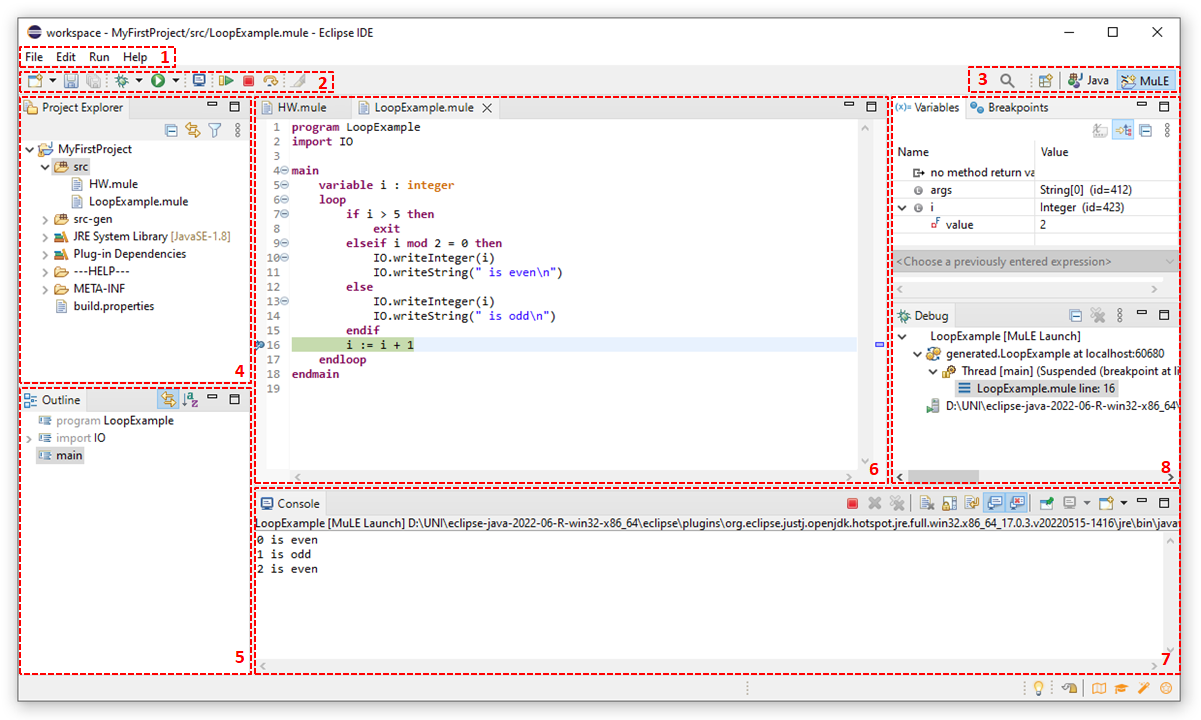 workspace - MyFirstProject/src/LoopExample.mule - Eclipse IDE
File Edit Run Help 1
2
3 Java MuLE
Project Explorer
MyFirstProject
src
HW.mule
LoopExample.mule
src-gen
JRE System Library [JavaSE-1.8]
Plug-in Dependencies
---HELP---
META-INF
build.properties
4
Outline
program LoopExample
import IO
main
5
HW.mule LoopExample.mule
1 program LoopExample
2 import IO
3
4 main
5 variable i : integer
6 loop
7 if i > 5 then
8 exit
9 elseif i mod 2 = 0 then
10 IO.writeInteger(i)
11 IO.writeString(" is even\n")
12 else
13 IO.writeInteger(i)
14 IO.writeString(" is odd\n")
15 endif
16 i := i + 1
17 endloop
18 endmain
19
6
(x)= Variables Breakpoints
Name Value
no method return va
args String[0] (id=412)
i Integer (id=423)
value 2
<Choose a previously entered expression>
Debug
LoopExample [MuLE Launch]
generated.LoopExample at localhost:60680
Thread [main] (Suspended (breakpoint at li
LoopExample.mule line: 16
D:\UNI\eclipse-java-2022-06-R-win32-x86_64\
8
Console
LoopExample [MuLE Launch] D:\UNI\eclipse-java-2022-06-R-win32-x86_64\eclipse\plugins\org.eclipse.justj.openjdk.hotspot.jre.full.win32.x86_64_17.0.3.v20220515-1416\jre\bin\javaw
0 is even
1 is odd
2 is even
7